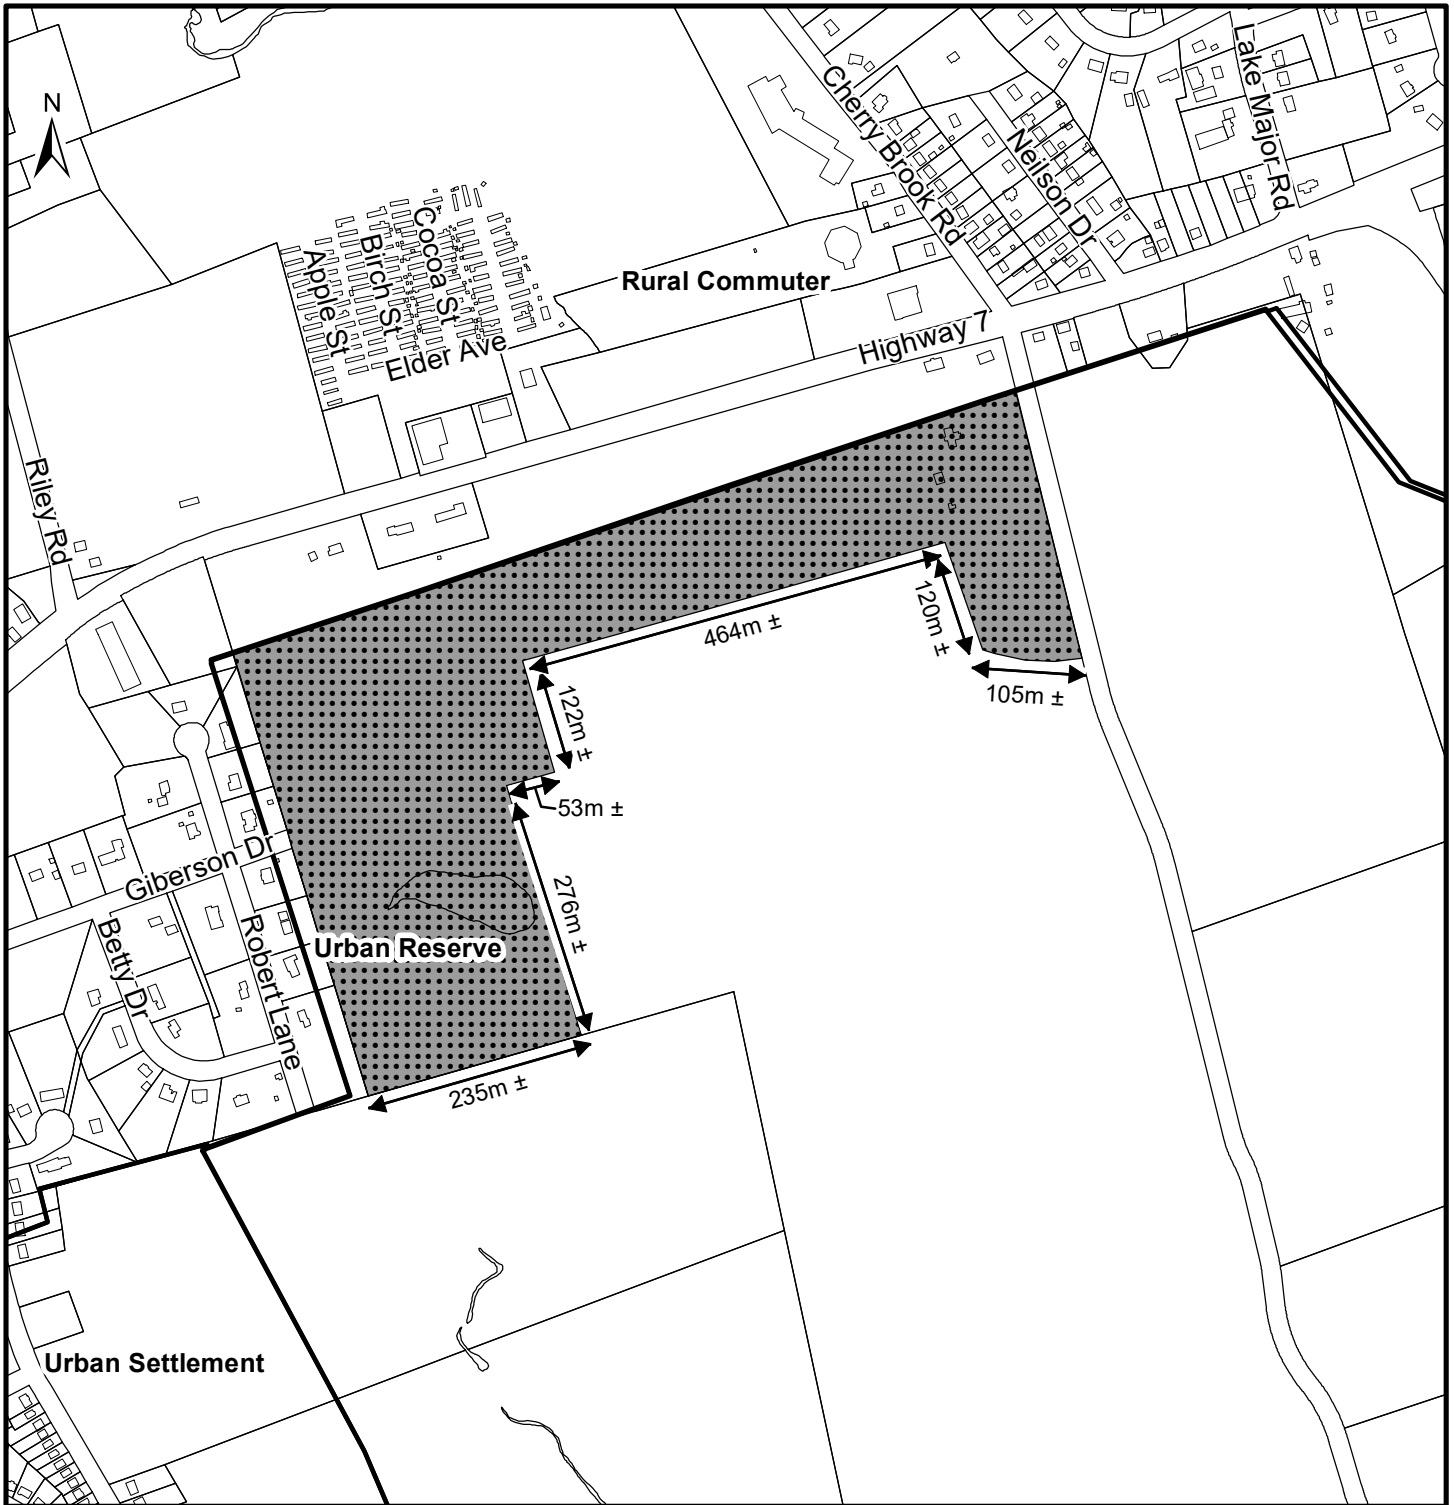 N
Cherry Brook Rd
Neilson Dr
Lake Major Rd
Apple St
Birch St
Cocoa St
Elder Ave
Rural Commuter
Highway 7
Riley Rd
464m ±
120m ±
105m ±
122m ±
53m ±
276m ±
235m ±
Giberson Dr
Betty Dr
Robert Lane
Urban Reserve
Urban Settlement